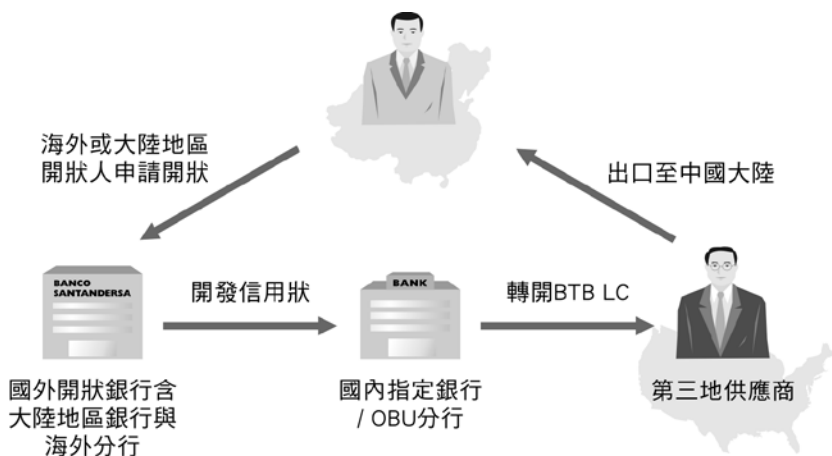 海外或大陸地區
開狀人申請開狀
出口至中國大陸
BANCO
SANTANDERSA
開發信用狀
BANK
轉開BTB LC
國外開狀銀行含
大陸地區銀行與
海外分行
國內指定銀行
/ OBU分行
第三地供應商